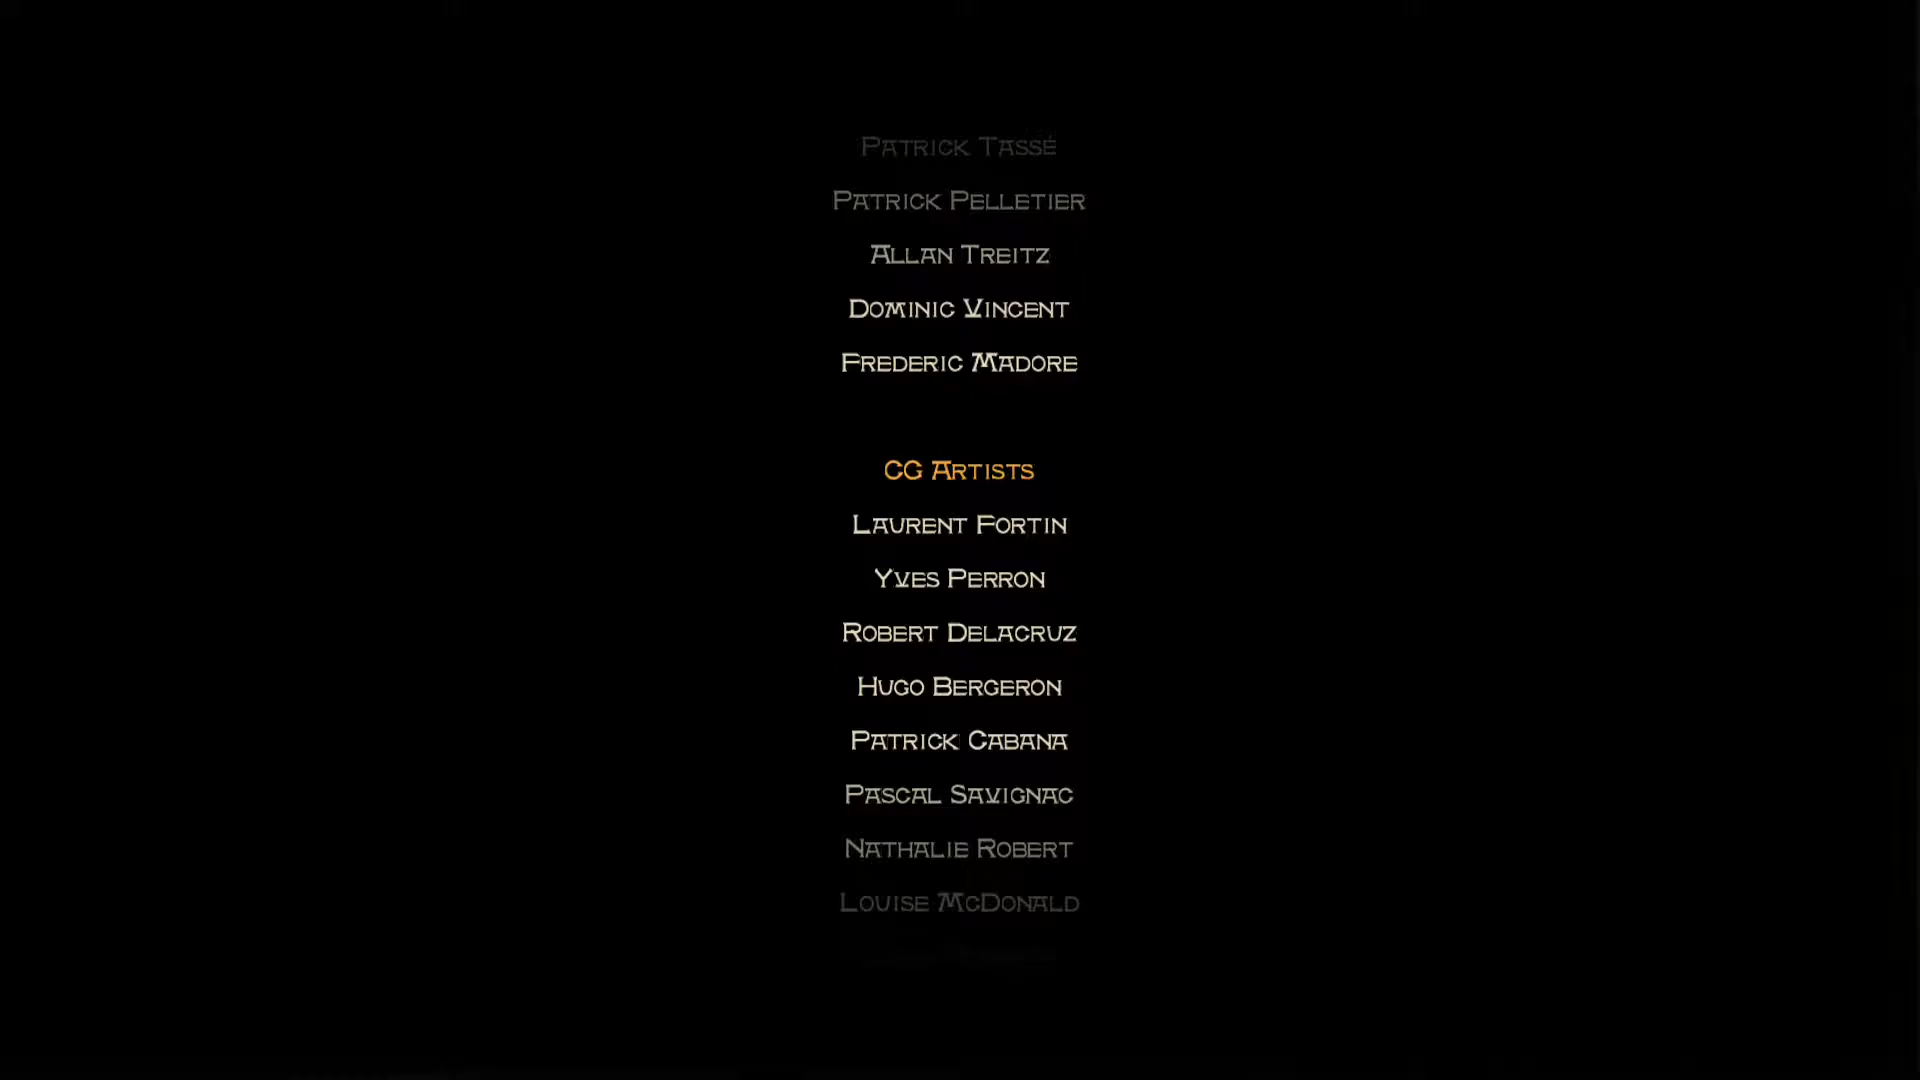 Patrick Tassé
Patrick Pelletier
Allan Treitz
Dominic Vincent
Frederic Madore
CG Artists
Laurent Fortin
Yves Perron
Robert Delacruz
Hugo Bergeron
Patrick Cabana
Pascal Savignac
Nathalie Robert
Louise McDonald